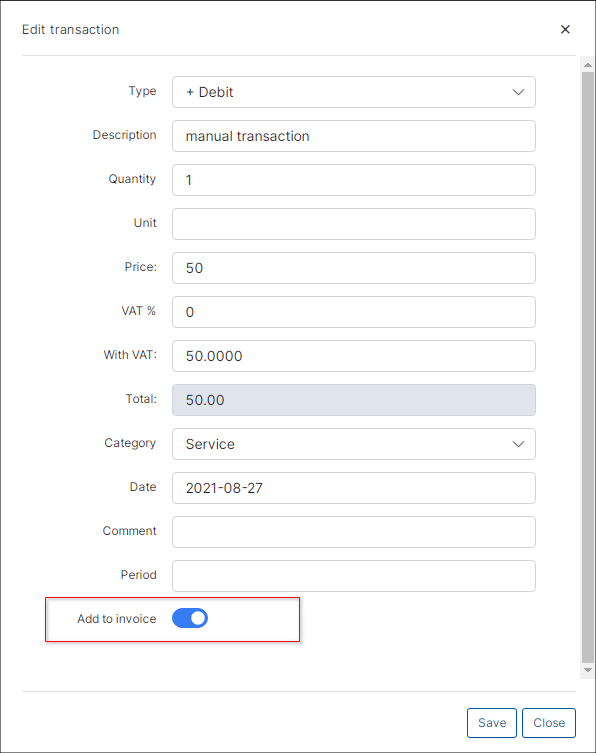 Edit transaction ×
Type + Debit
Description manual transaction
Quantity 1
Unit
Price: 50
VAT % 0
With VAT: 50.0000
Total: 50.00
Category Service
Date 2021-08-27
Comment
Period
Add to invoice
Save Close